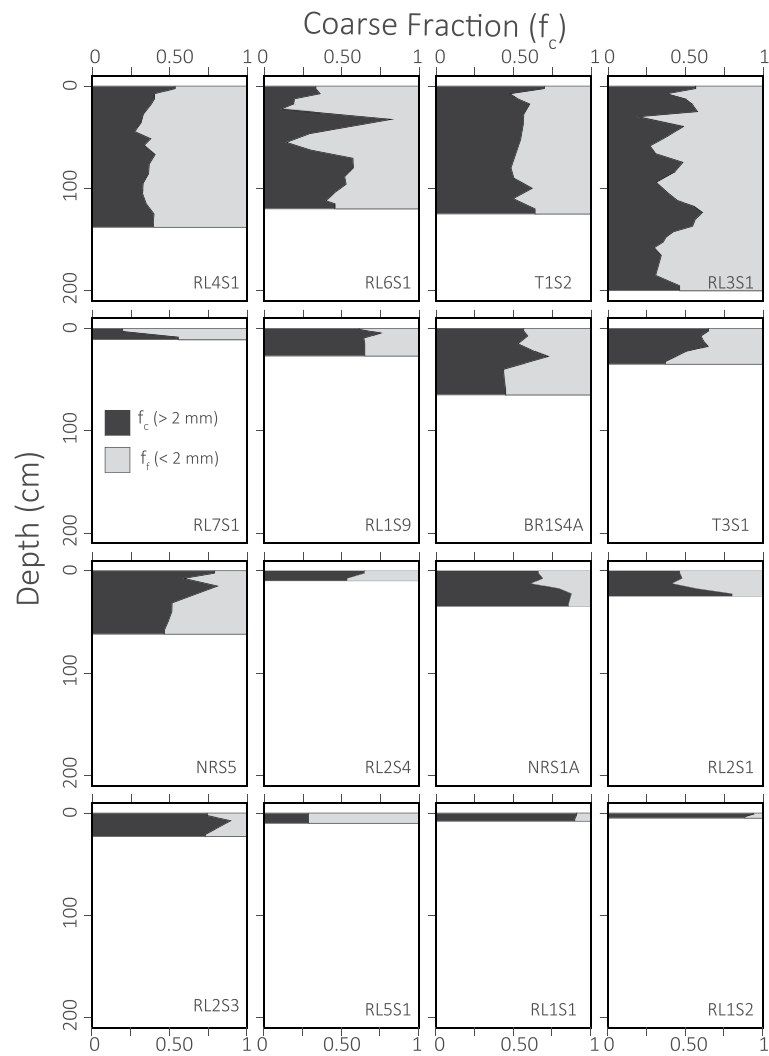 Coarse Fraction (f_c)
0 0.50 1 0 0.50 1 0 0.50 1 0 0.50 1
Depth (cm)
0
100
200
RL4S1 RL6S1 T1S2 RL3S1
0
100
200
f_c (> 2 mm)
f_f (< 2 mm)
RL7S1 RL1S9 BR1S4A T3S1
0
100
200
NRS5 RL2S4 NRS1A RL2S1
0
100
200
RL2S3 RL5S1 RL1S1 RL1S2
0 0.50 1 0 0.50 1 0 0.50 1 0 0.50 1